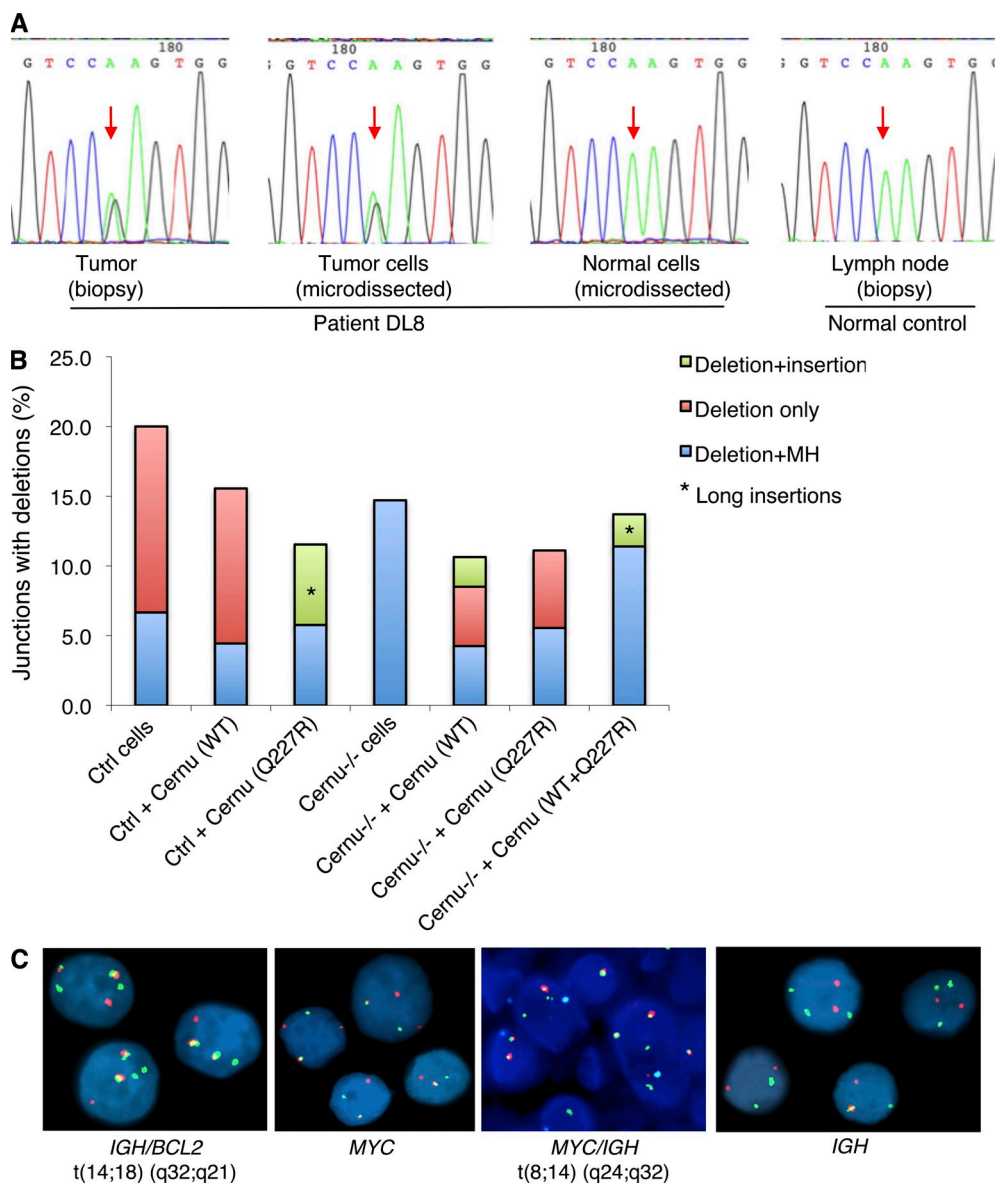 A
180
G T C C A A G T G G
180
G T C C A A G T G G
180
G T C C A A G T G G
180
G G T C C A A G T G G
Tumor
(biopsy)
Tumor cells
(microdissected)
Normal cells
(microdissected)
Lymph node
(biopsy)
Patient DL8
Normal control
B
Junctions with deletions (%)
25.0
20.0
15.0
10.0
5.0
0.0
Deletion+insertion
Deletion only
Deletion+MH
* Long insertions
*
*
Ctrl cells
Ctrl + Cernu (WT)
Ctrl + Cernu (Q227R)
Cernu-/- cells
Cernu-/- + Cernu (WT)
Cernu-/- + Cernu (Q227R)
Cernu-/- + Cernu (WT+Q227R)
C
IGH/BCL2
t(14;18) (q32;q21)
MYC
MYC/IGH
t(8;14) (q24;q32)
IGH